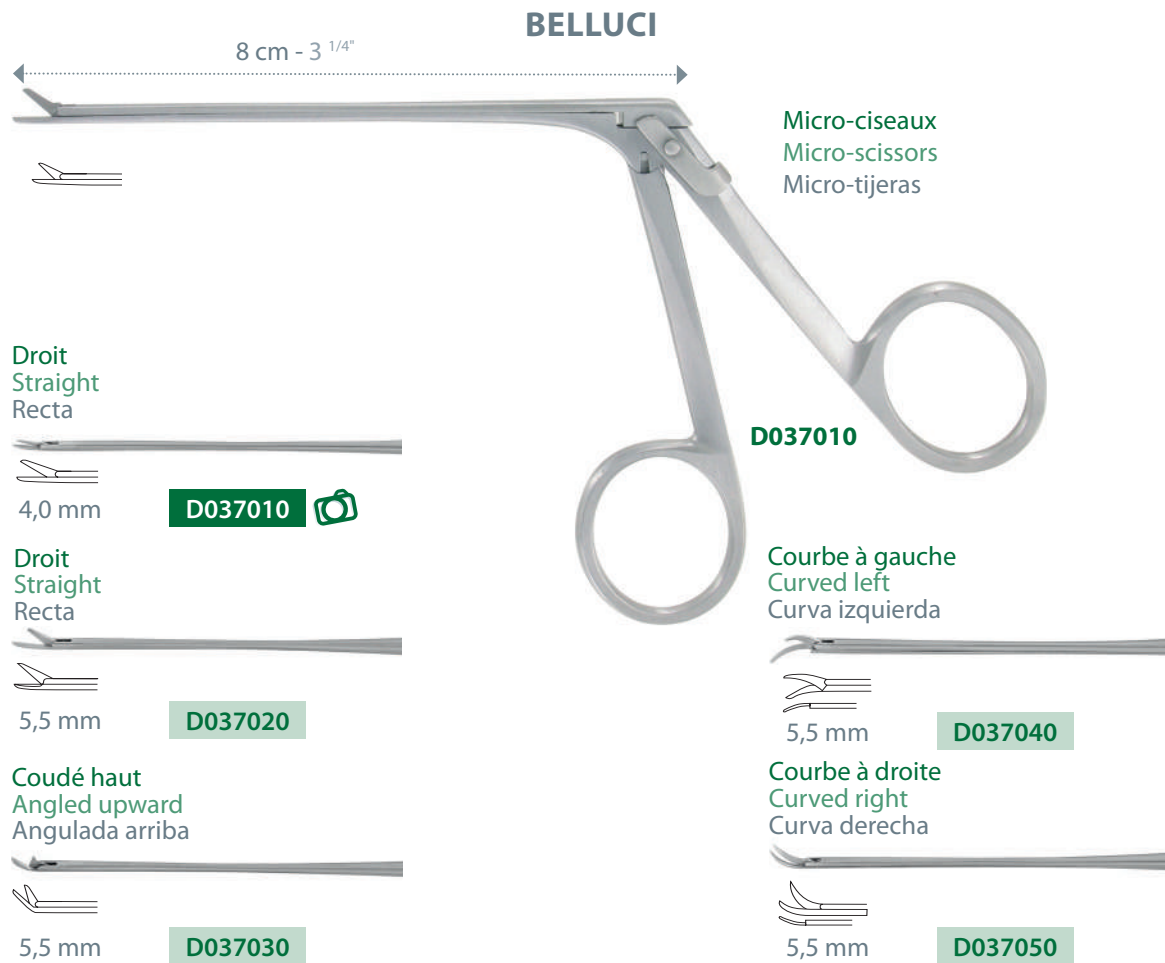 BELLUCI
8 cm - 3 1/4"
Micro-ciseaux
Micro-scissors
Micro-tijeras
D037010
Droit
Straight
Recta
4,0 mm
D037010
Droit
Straight
Recta
5,5 mm
D037020
Coudé haut
Angled upward
Angulada arriba
5,5 mm
D037030
Courbe à gauche
Curved left
Curva izquierda
5,5 mm
D037040
Courbe à droite
Curved right
Curva derecha
5,5 mm
D037050